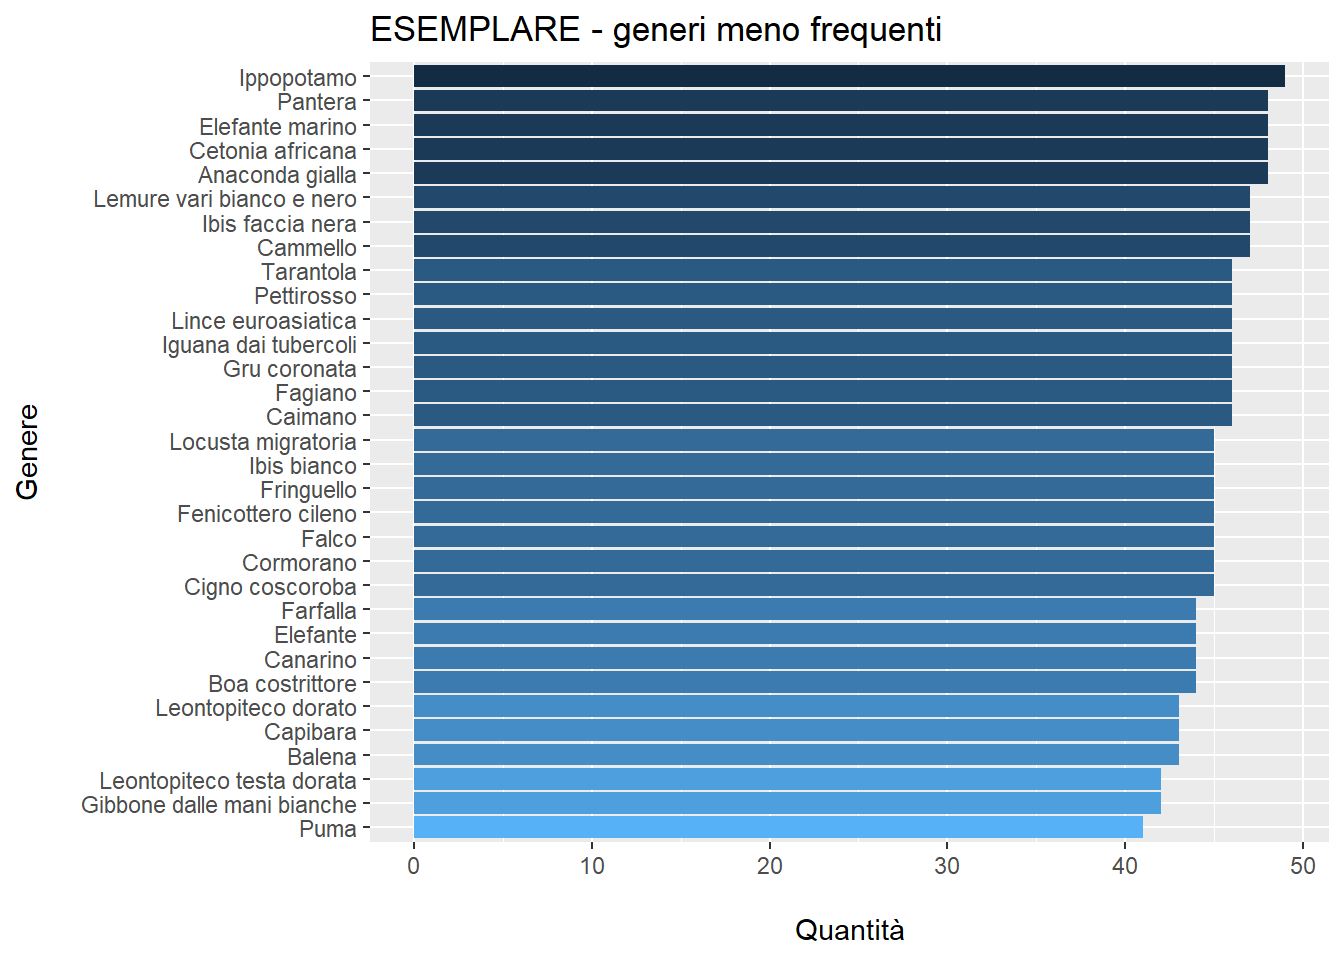 ESEMPLARE - generi meno frequenti
Ippopotamo
Pantera
Elefante marino
Cetonia africana
Anaconda gialla
Lemure vari bianco e nero
Ibis faccia nera
Cammello
Tarantola
Pettirosso
Lince euroasiatica
Iguana dai tubercoli
Gru coronata
Fagiano
Caimano
Locusta migratoria
Ibis bianco
Fringuello
Fenicottero cileno
Falco
Cormorano
Cigno coscoroba
Farfalla
Elefante
Canarino
Boa costrittore
Leontopiteco dorato
Capibara
Balena
Leontopiteco testa dorata
Gibbone dalle mani bianche
Puma
Genere
0 10 20 30 40 50
Quantità